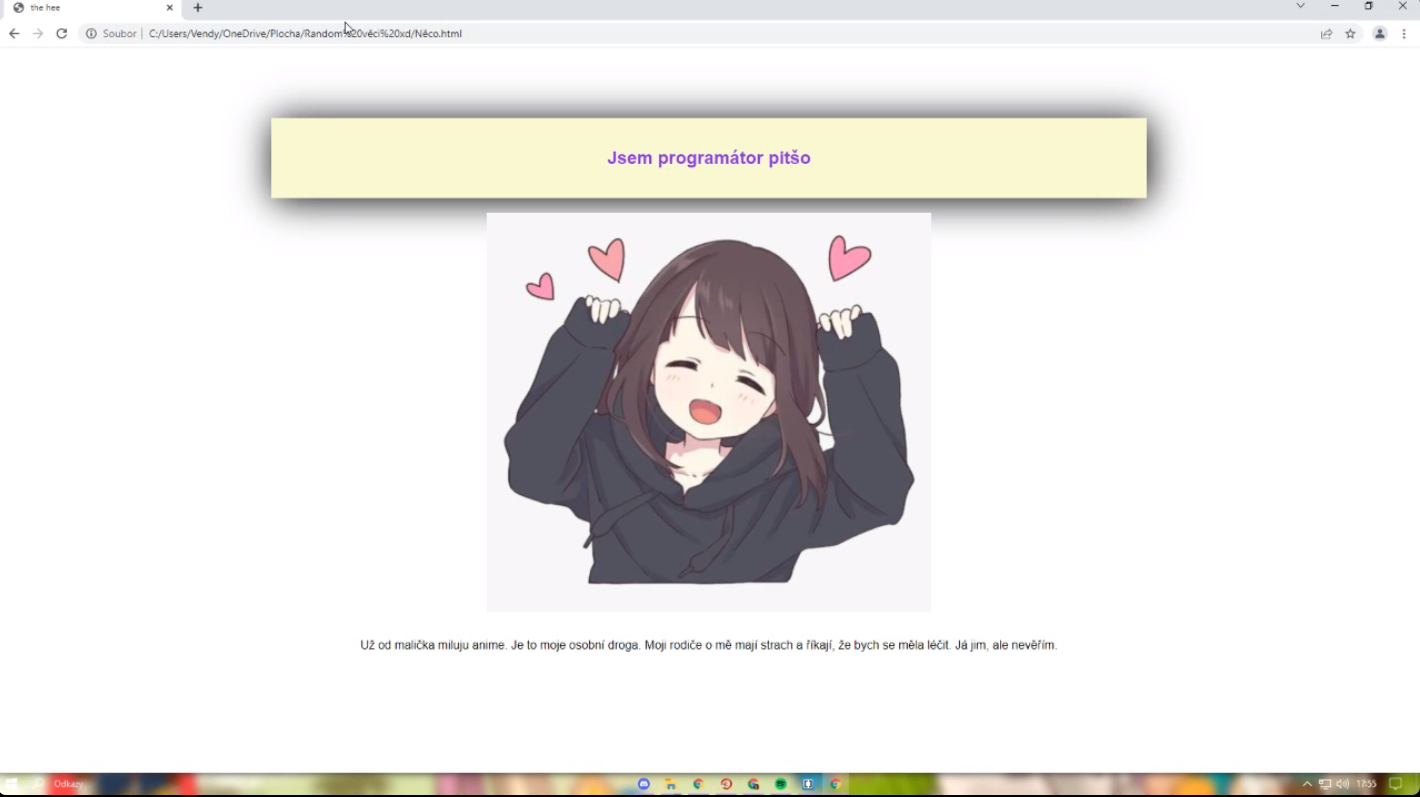 the hee
Soubor
C:/Users/Vendy/OneDrive/Plocha/Random%20věci%20xd/Něco.html
Jsem programátor pitšo
Už od malička miluju anime. Je to moje osobní droga. Moji rodiče o mě mají strach a říkají, že bych se měla léčit. Já jim, ale nevěřím.
Odkazy
17:55